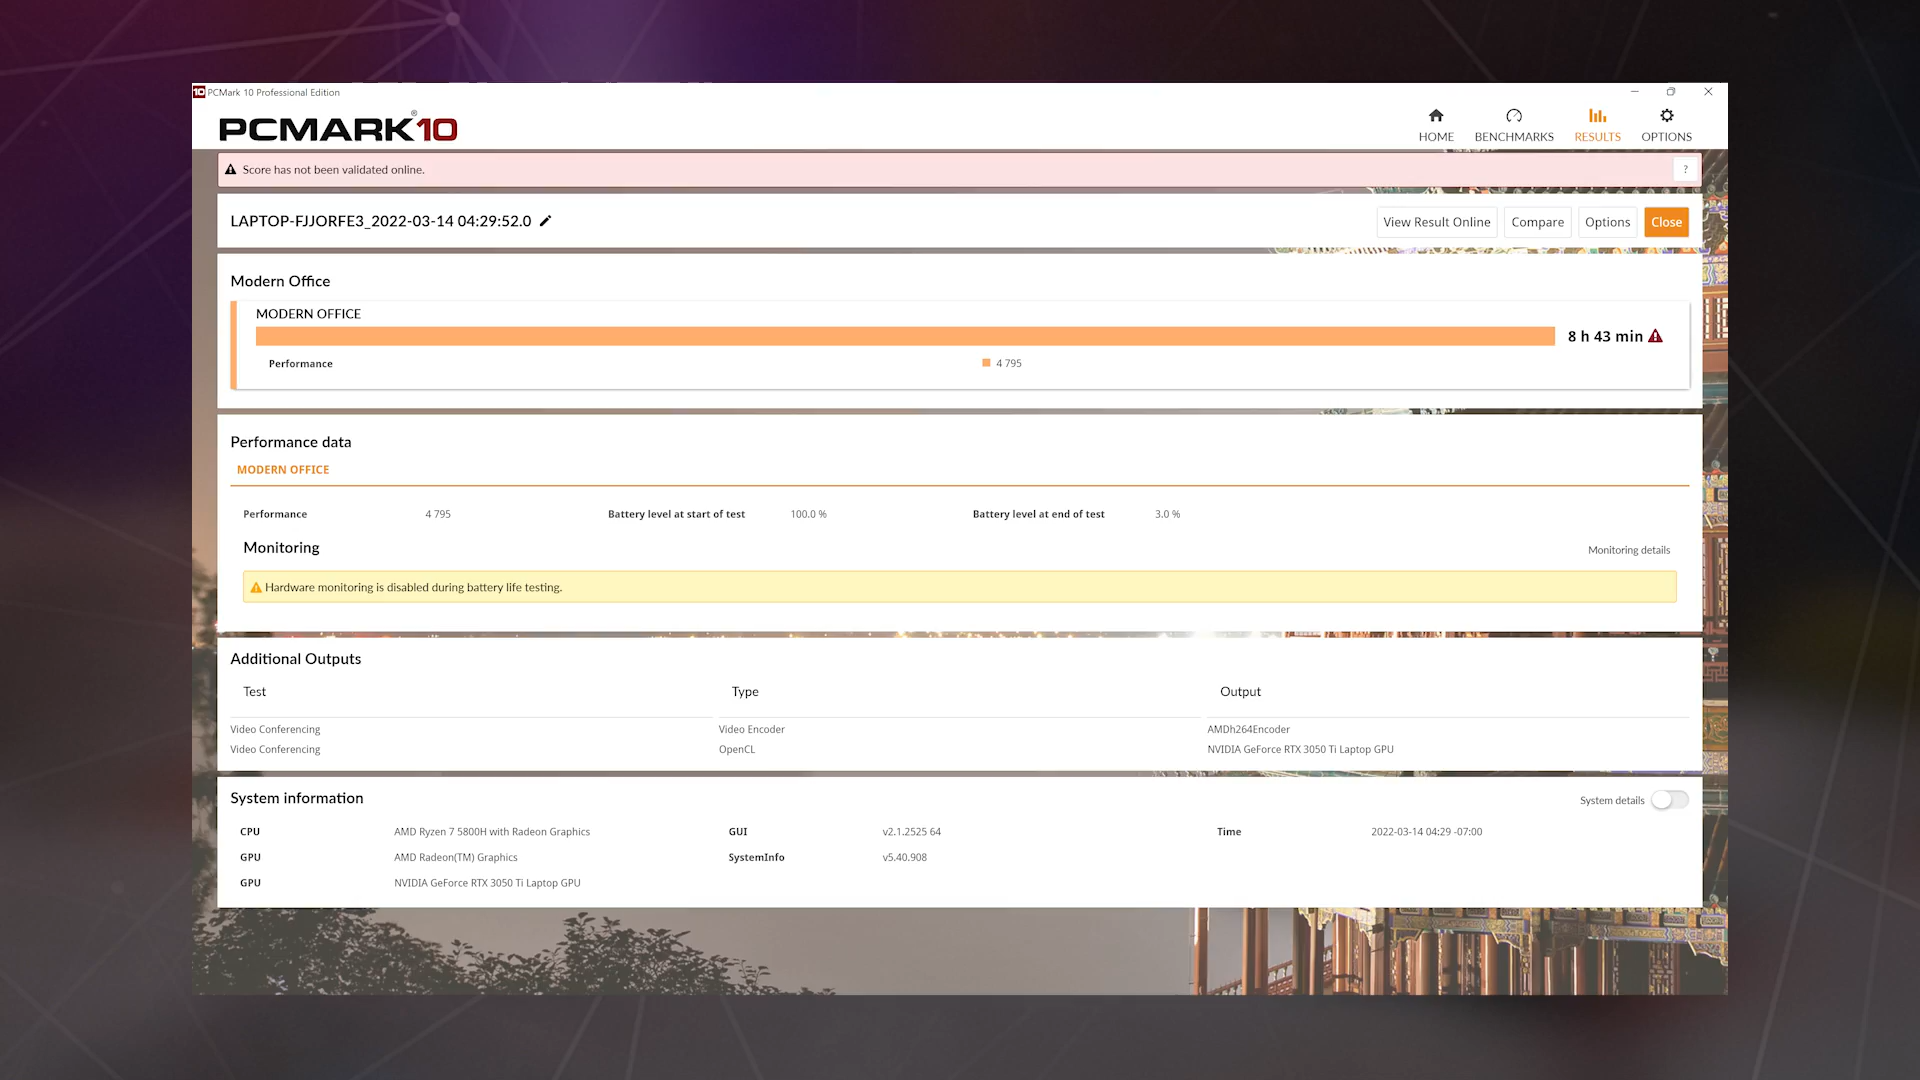 10 PCMark 10 Professional Edition
PCMARK®10
HOME BENCHMARKS RESULTS OPTIONS
Score has not been validated online. ?
LAPTOP-FJJORFE3_2022-03-14 04:29:52.0 View Result Online Compare Options Close
Modern Office
MODERN OFFICE
8 h 43 min
Performance 4 795
Performance data
MODERN OFFICE
Performance 4 795 Battery level at start of test 100.0 % Battery level at end of test 3.0 %
Monitoring Monitoring details
Hardware monitoring is disabled during battery life testing.
Additional Outputs
Test Type Output
Video Conferencing Video Encoder AMDh264Encoder
Video Conferencing OpenCL NVIDIA GeForce RTX 3050 Ti Laptop GPU
System information System details
CPU AMD Ryzen 7 5800H with Radeon Graphics GUI v2.1.2525 64 Time 2022-03-14 04:29 -07:00
GPU AMD Radeon(TM) Graphics SystemInfo v5.40.908
GPU NVIDIA GeForce RTX 3050 Ti Laptop GPU